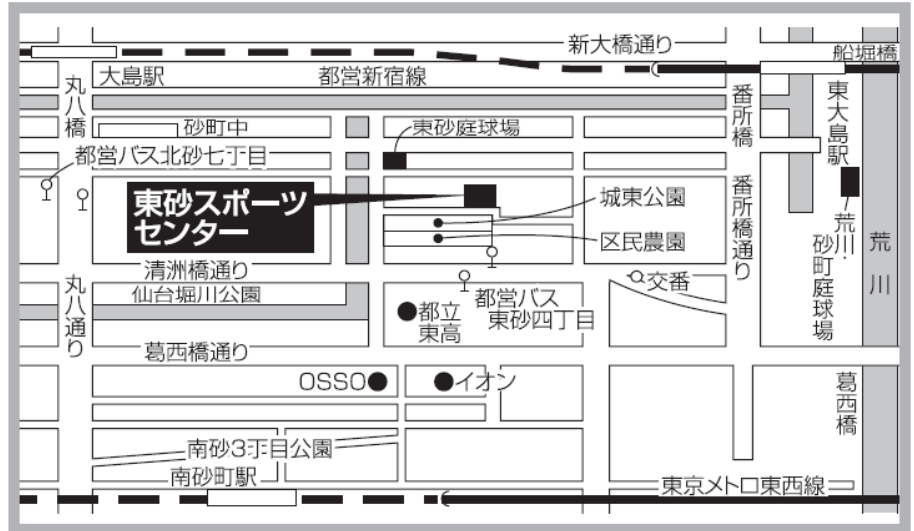 新大橋通り
船堀橋
丸八橋
大島駅
都営新宿線
番所橋
東大島駅
砂町中
東砂庭球場
都営バス北砂七丁目
東砂スポーツ
センター
城東公園
番所橋通り
荒川・
砂町庭球場
荒川
区民農園
清洲橋通り
丸八通り
仙台堀川公園
都立
東高
都営バス
東砂四丁目
交番
葛西橋通り
葛西橋
OSSO
イオン
南砂3丁目公園
南砂町駅
東京メトロ東西線